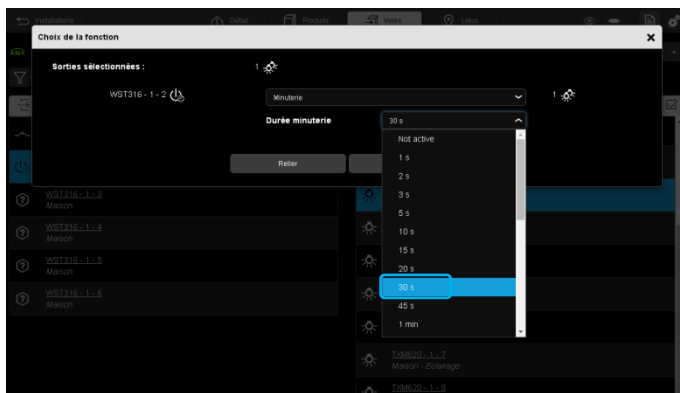 Installations Détail Produits Voies Lieux
Choix de la fonction
KNX
Sorties sélectionnées : 1
WST316 - 1 - 2 Minuterie 1
Durée minuterie 30 s
Not active
Relier
1 s
2 s
WST316 - 1 - 3
Maison
3 s
5 s
WST316 - 1 - 4
Maison
10 s
15 s
WST316 - 1 - 5
Maison
20 s
30 s
WST316 - 1 - 6
Maison
45 s
1 min
TXM620 - 1 - 7
Maison - Eclairage
TXM620 - 1 - 8